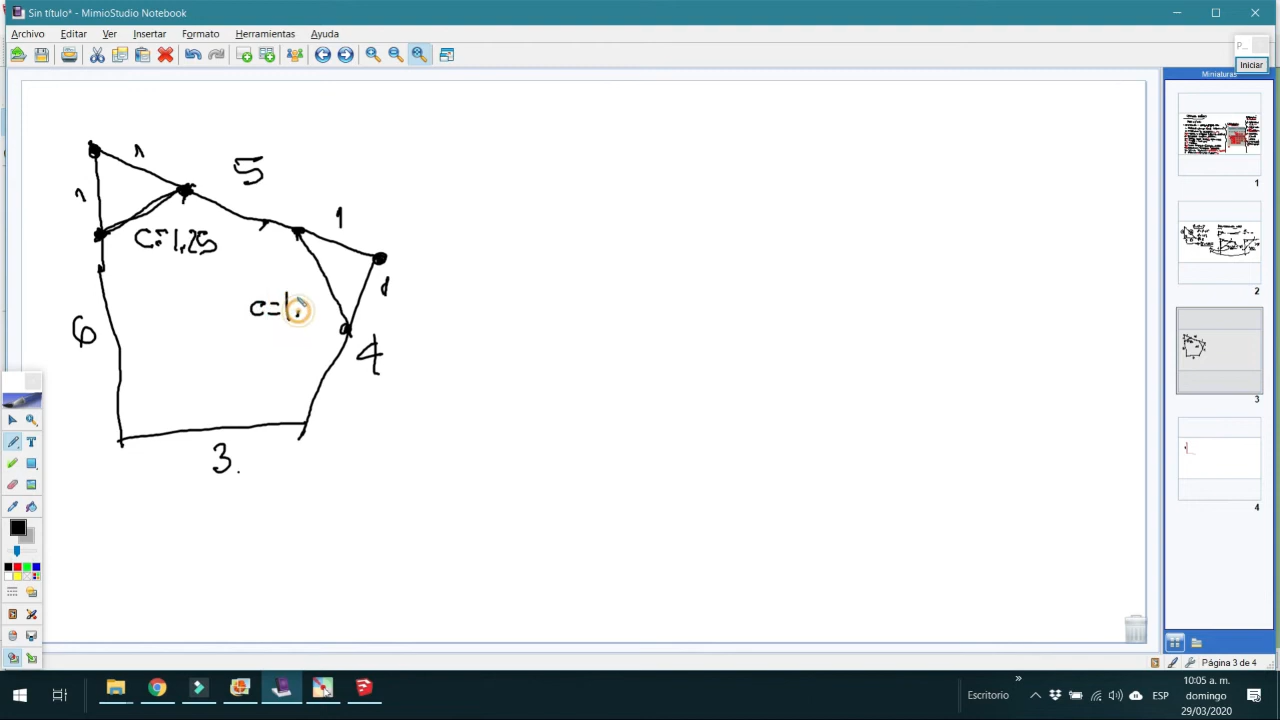 Sin título* - MimioStudio Notebook
Archivo Editar Ver Insertar Formato Herramientas Ayuda
Iniciar
Miniaturas
1
5
1
1
C=1.25
1
c=1.
6
4
3.
1
2
3
4
Página 3 de 4
Escritorio
ESP
10:05 a. m.
domingo
29/03/2020